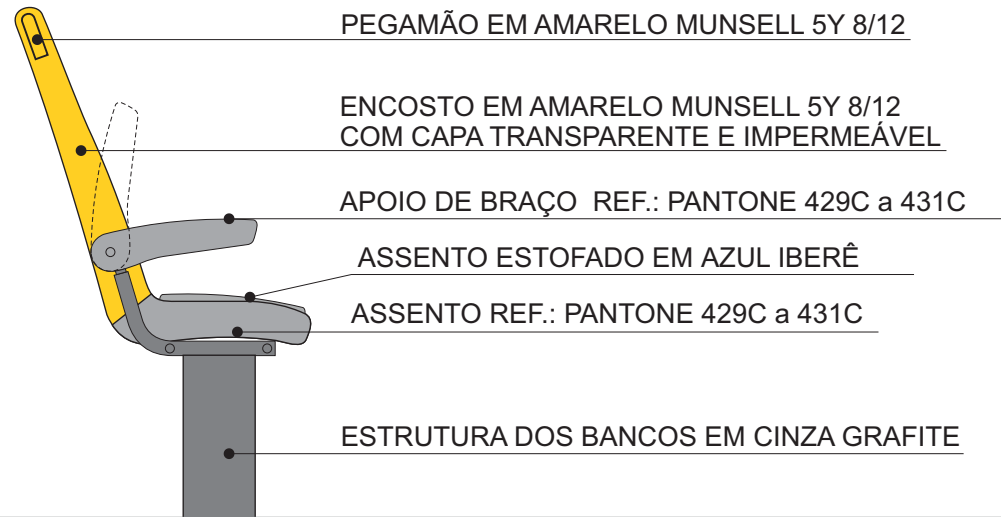 PEGAMÃO EM AMARELO MUNSELL 5Y 8/12
ENCOSTO EM AMARELO MUNSELL 5Y 8/12
COM CAPA TRANSPARENTE E IMPERMEÁVEL
APOIO DE BRAÇO REF.: PANTONE 429C a 431C
ASSENTO ESTOFADO EM AZUL IBERÊ
ASSENTO REF.: PANTONE 429C a 431C
ESTRUTURA DOS BANCOS EM CINZA GRAFITE